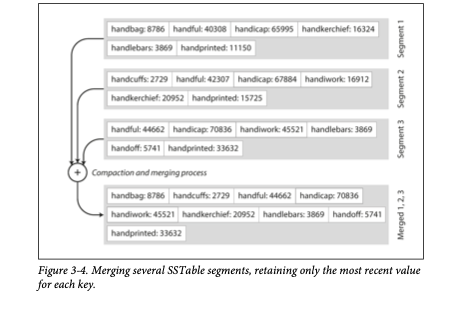 handbag: 8786 handful: 40308 handicap: 65995 handkerchief: 16324
handlebars: 3869 handprinted: 11150
Segment 1
handcuffs: 2729 handful: 42307 handicap: 67884 handiwork: 16912
handkerchief: 20952 handprinted: 15725
Segment 2
handful: 44662 handicap: 70836 handiwork: 45521 handlebars: 3869
handoff: 5741 handprinted: 33632
Segment 3
+ Compaction and merging process
handbag: 8786 handcuffs: 2729 handful: 44662 handicap: 70836
handiwork: 45521 handkerchief: 20952 handlebars: 3869 handoff: 5741
handprinted: 33632
Merged 1, 2, 3
Figure 3-4. Merging several SSTable segments, retaining only the most recent value
for each key.